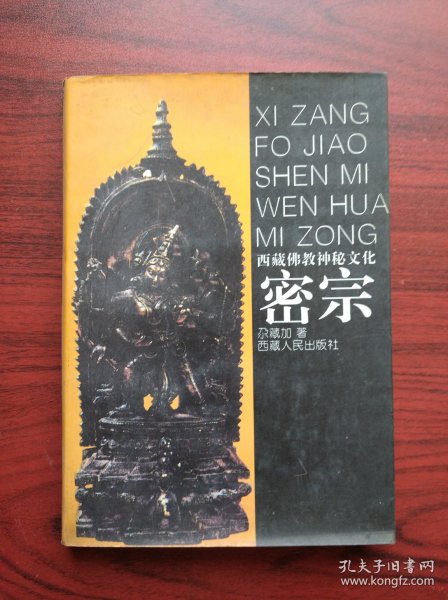 XI ZANG
FO JIAO
SHEN MI
WEN HUA
MI ZONG
西藏佛教神秘文化
密宗
尕藏加 著
西藏人民出版社
孔夫子旧书网
www.kongfz.com